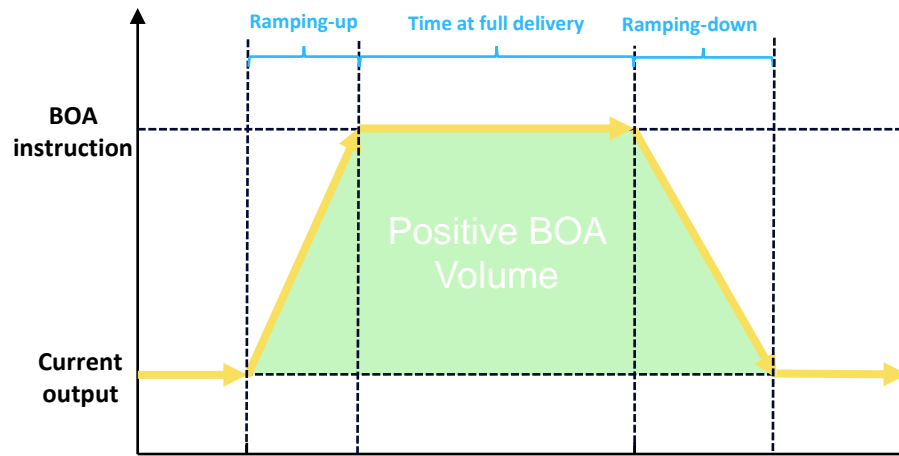 Ramping-up
Time at full delivery
Ramping-down
BOA
instruction
Positive BOA
Volume
Current
output